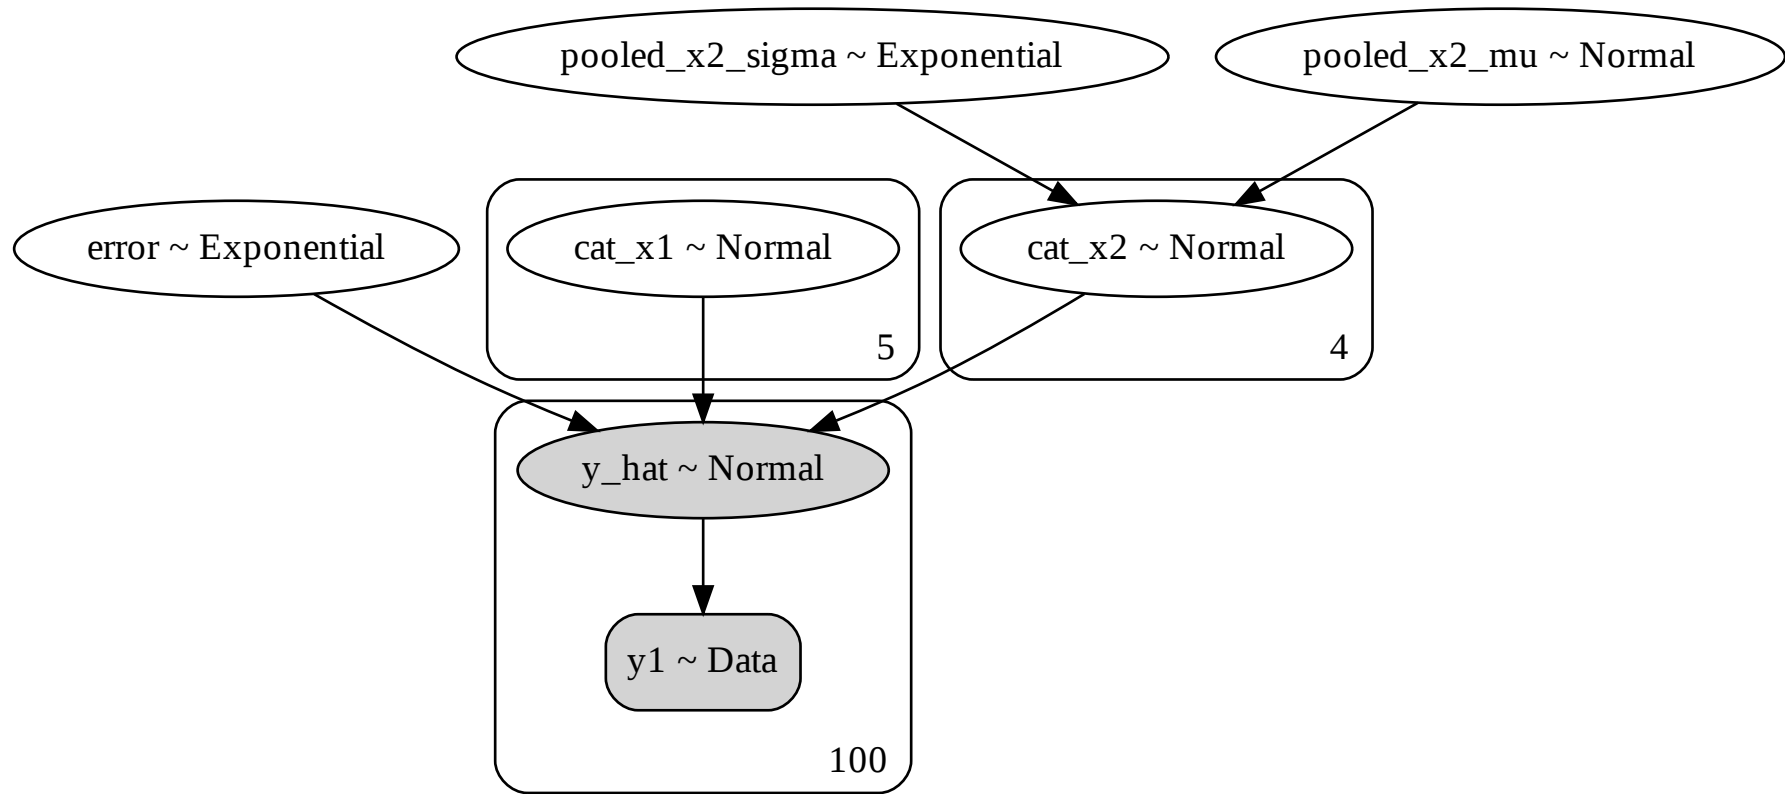 pooled_x2_sigma ~ Exponential
pooled_x2_mu ~ Normal
error ~ Exponential
cat_x1 ~ Normal
cat_x2 ~ Normal
5
4
y_hat ~ Normal
y1 ~ Data
100